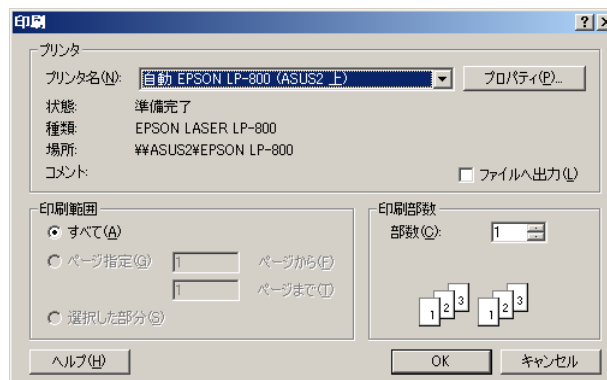 印刷
プリンタ
プリンタ名(N): 自動 EPSON LP-800 (ASUS2 上) プロパティ(P)...
状態: 準備完了
種類: EPSON LASER LP-800
場所: ¥¥ASUS2¥EPSON LP-800
コメント: ファイルへ出力(L)
印刷範囲
すべて(A)
ページ指定(G) 1 ページから(F)
1 ページまで(T)
選択した部分(S)
印刷部数
部数(C): 1
1 2 3 1 2 3
ヘルプ(H) OK キャンセル